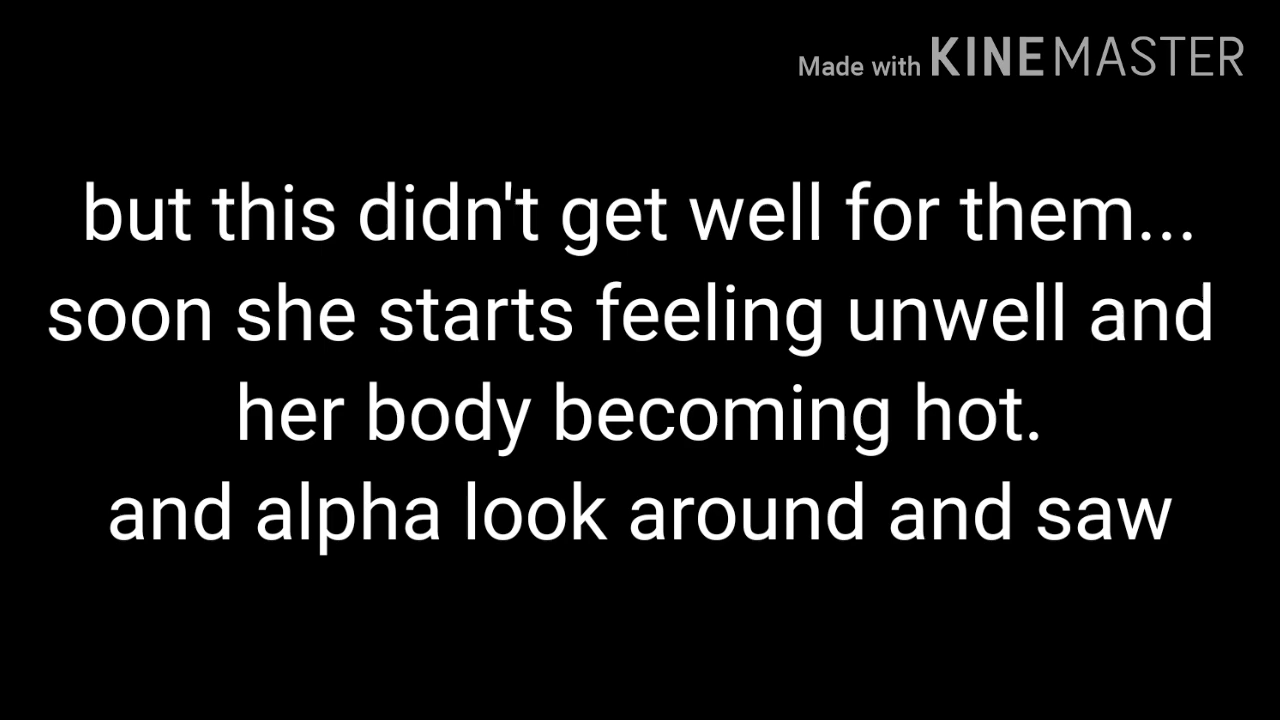 Made with KINEMASTER
but this didn't get well for them...
soon she starts feeling unwell and
her body becoming hot.
and alpha look around and saw